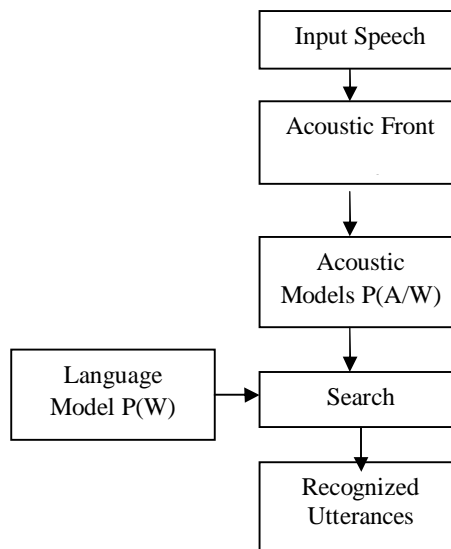 Input Speech
Acoustic Front
Acoustic
Models P(A/W)
Language
Model P(W)
Search
Recognized
Utterances